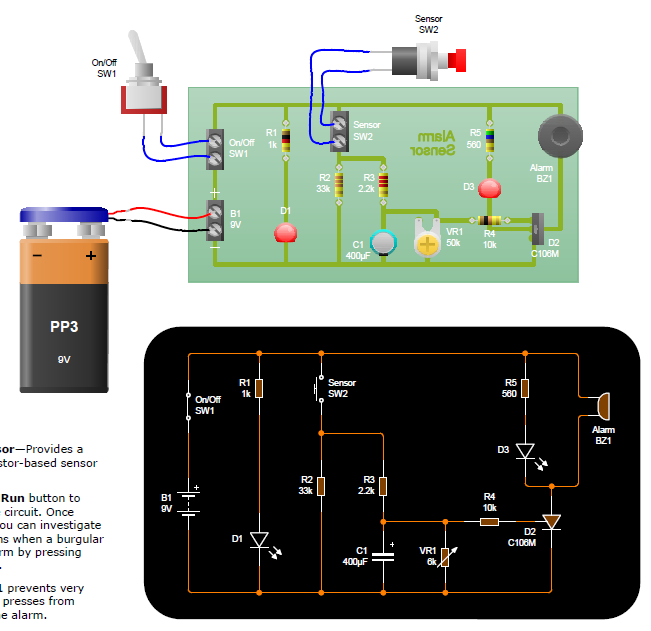 Sensor
SW2
On/Off
SW1
On/Off
SW1
R1
1k
Sensor
SW2
Alarm
Sensor
R5
560
Alarm
BZ1
R2
33k
R3
2.2k
D3
+
B1
9V
−
D1
C1
400µF
VR1
50k
R4
10k
D2
C106M
− +
PP3
9V
On/Off
SW1
R1
1k
Sensor
SW2
R5
560
Alarm
BZ1
D3
B1
9V
+
R2
33k
R3
2.2k
R4
10k
D2
C106M
D1
C1
400µF
+
VR1
6k
sor—Provides a
stor-based sensor
Run button to
e circuit. Once
ou can investigate
ns when a burgular
rm by pressing
.
1 prevents very
presses from
e alarm.